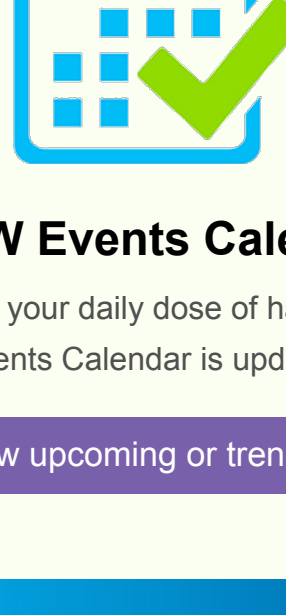 W Events Cale
your daily dose of ha
ents Calendar is upd
w upcoming or tren